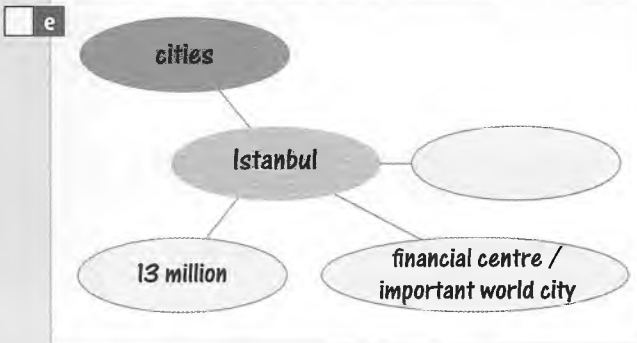 e
cities
Istanbul
13 million
financial centre /
important world city